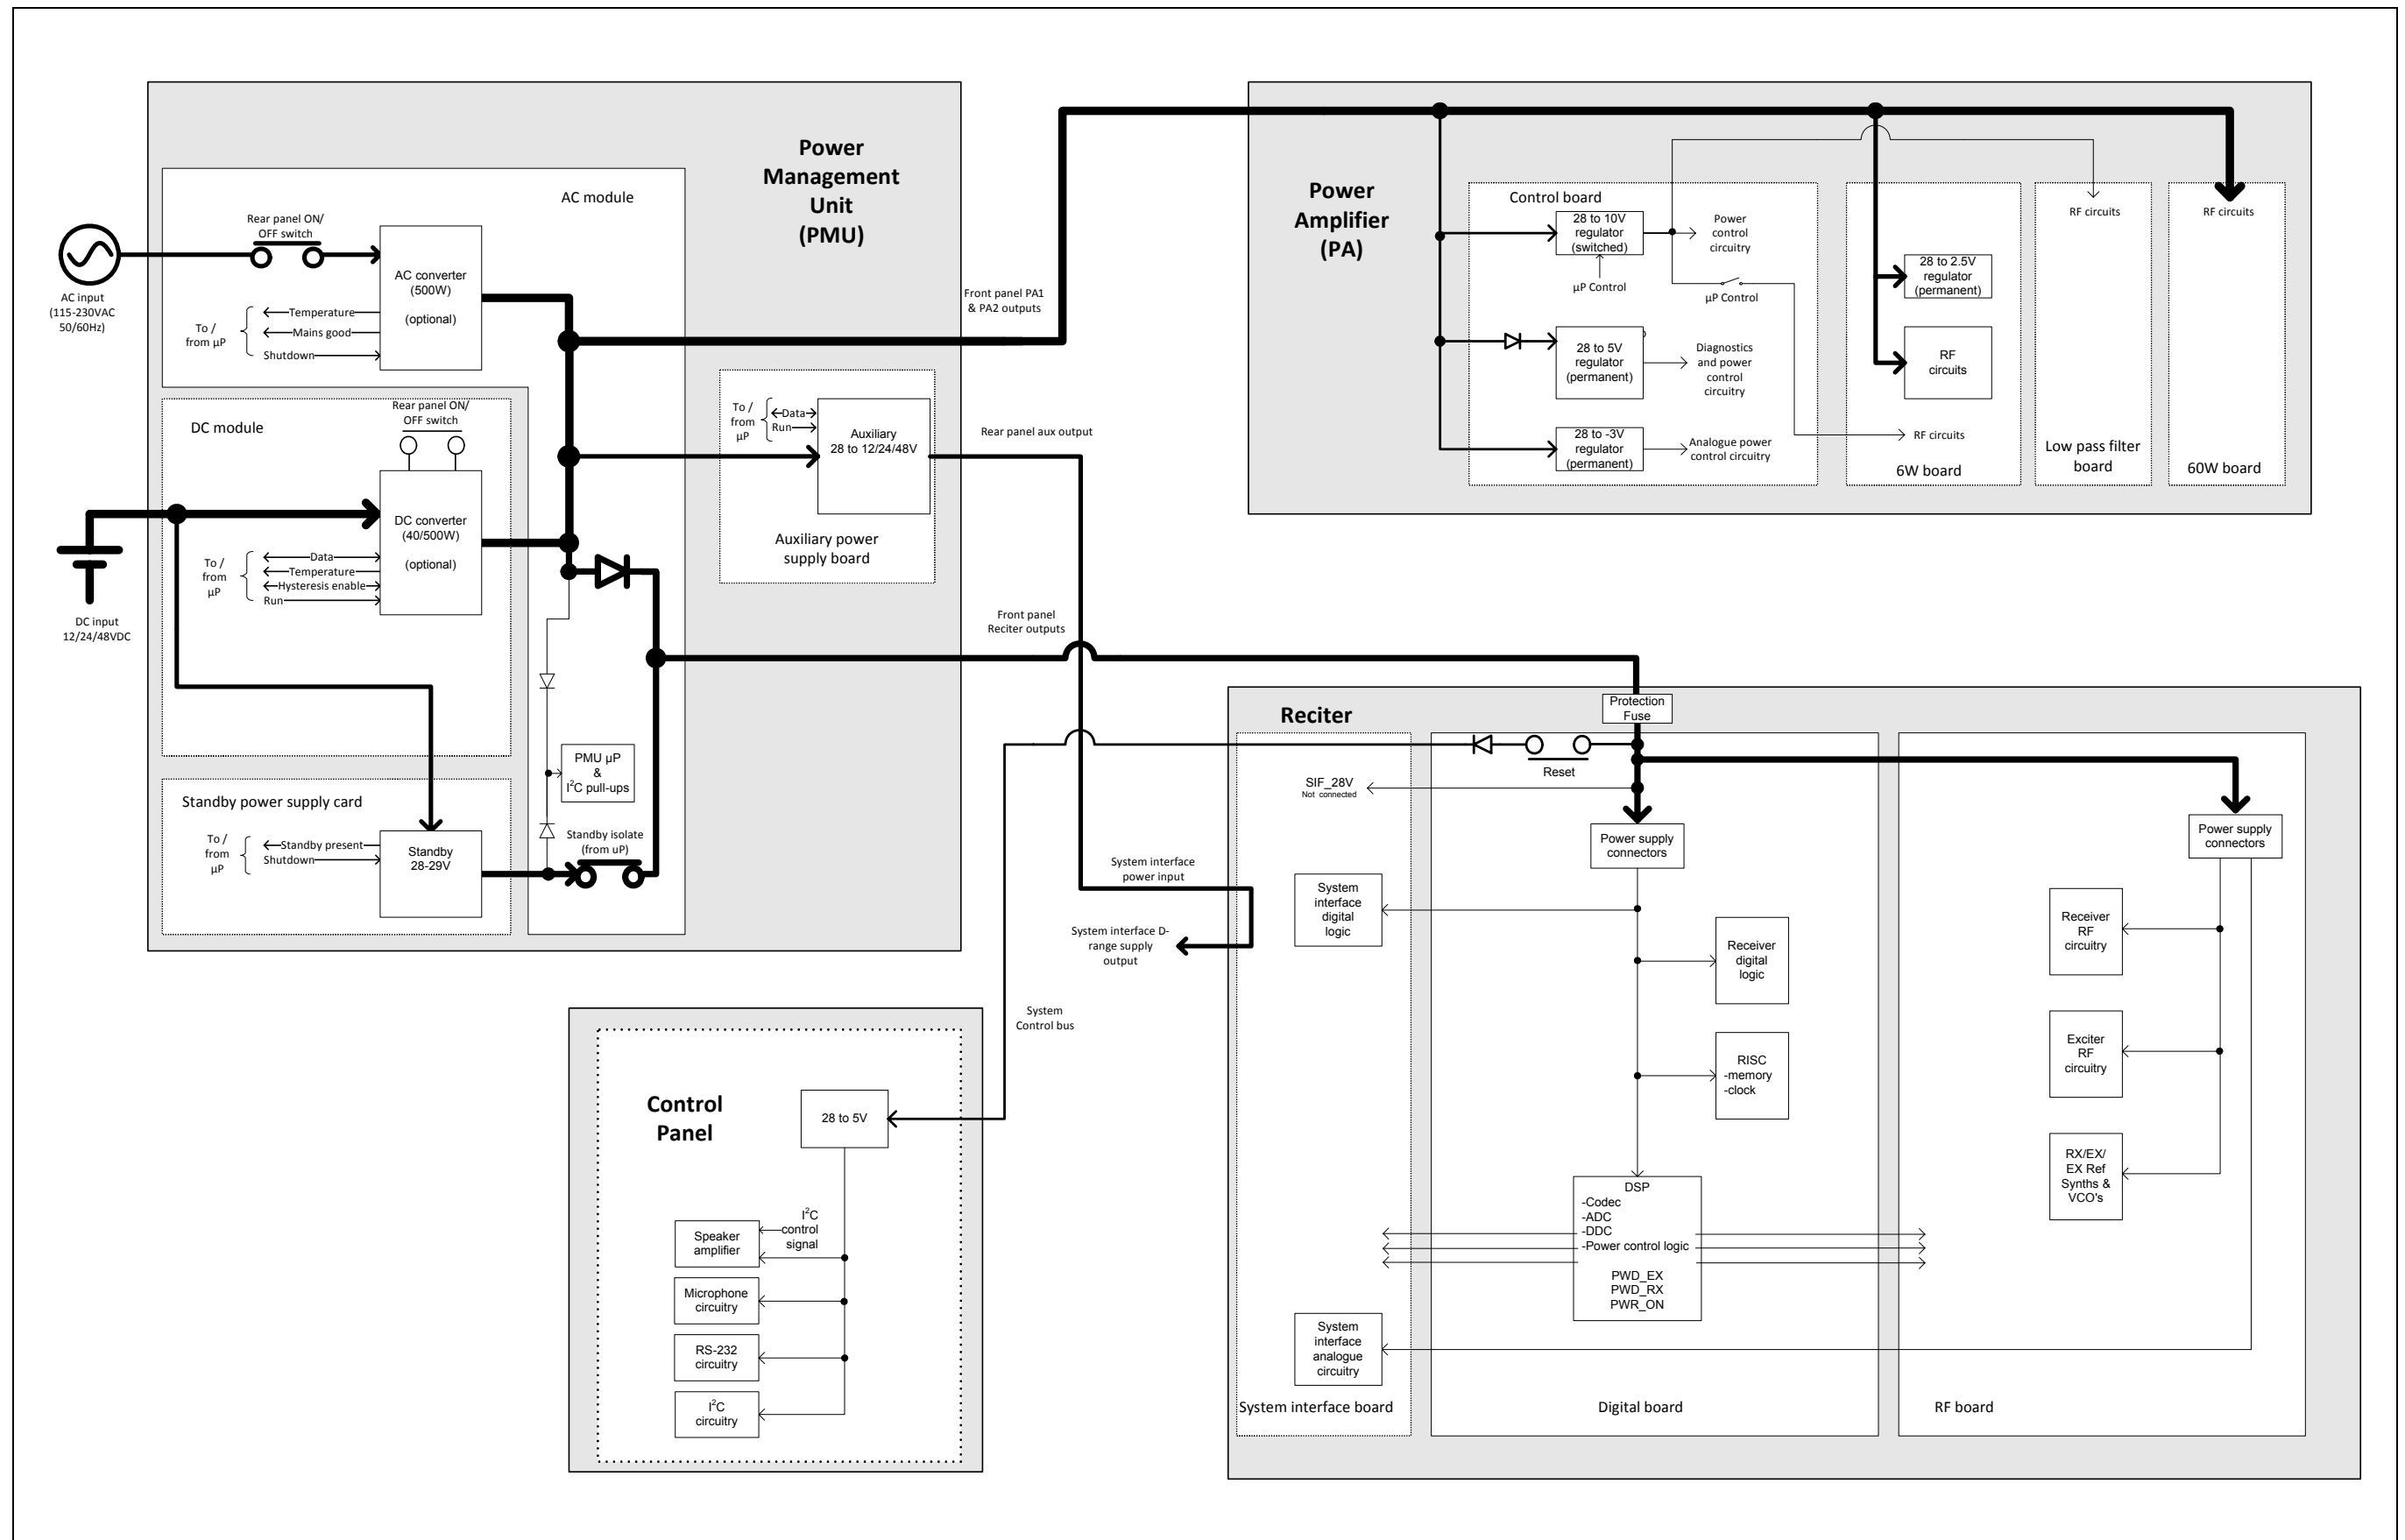 Power
Management
Unit
(PMU)
AC module
Rear panel ON/
OFF switch
AC input
(115-230VAC
50/60Hz)
AC converter
(500W)
(optional)
To /
from µP
Temperature
Mains good
Shutdown
Front panel PA1
& PA2 outputs
DC module
Rear panel ON/
OFF switch
DC converter
(40/500W)
(optional)
To /
from
µP
Data
Temperature
Hysteresis enable
Run
DC input
12/24/48VDC
To /
from
µP
Data
Run
Auxiliary
28 to 12/24/48V
Auxiliary power
supply board
Rear panel aux output
Front panel
Reciter outputs
PMU µP
&
I²C pull-ups
Standby isolate
(from uP)
Standby power supply card
To /
from
µP
Standby present
Shutdown
Standby
28-29V
Power
Amplifier
(PA)
Control board
28 to 10V
regulator
(switched)
Power
control
circuitry
µP Control
µP Control
28 to 5V
regulator
(permanent)
Diagnostics
and power
control
circuitry
28 to -3V
regulator
(permanent)
Analogue power
control circuitry
28 to 2.5V
regulator
(permanent)
RF
circuits
RF circuits
6W board
RF circuits
Low pass filter
board
RF circuits
60W board
Reciter
Protection
Fuse
Reset
SIF_28V
Not connected
Power supply
connectors
Power supply
connectors
System interface
power input
System interface D-
range supply
output
System
interface
digital
logic
Receiver
digital
logic
RISC
-memory
-clock
DSP
-Codec
-ADC
-DDC
-Power control logic
PWD_EX
PWD_RX
PWR_ON
System
interface
analogue
circuitry
Receiver
RF
circuitry
Exciter
RF
circuitry
RX/EX/
EX Ref
Synths &
VCO's
System interface board
Digital board
RF board
System
Control bus
Control
Panel
28 to 5V
I²C
control
signal
Speaker
amplifier
Microphone
circuitry
RS-232
circuitry
I²C
circuitry